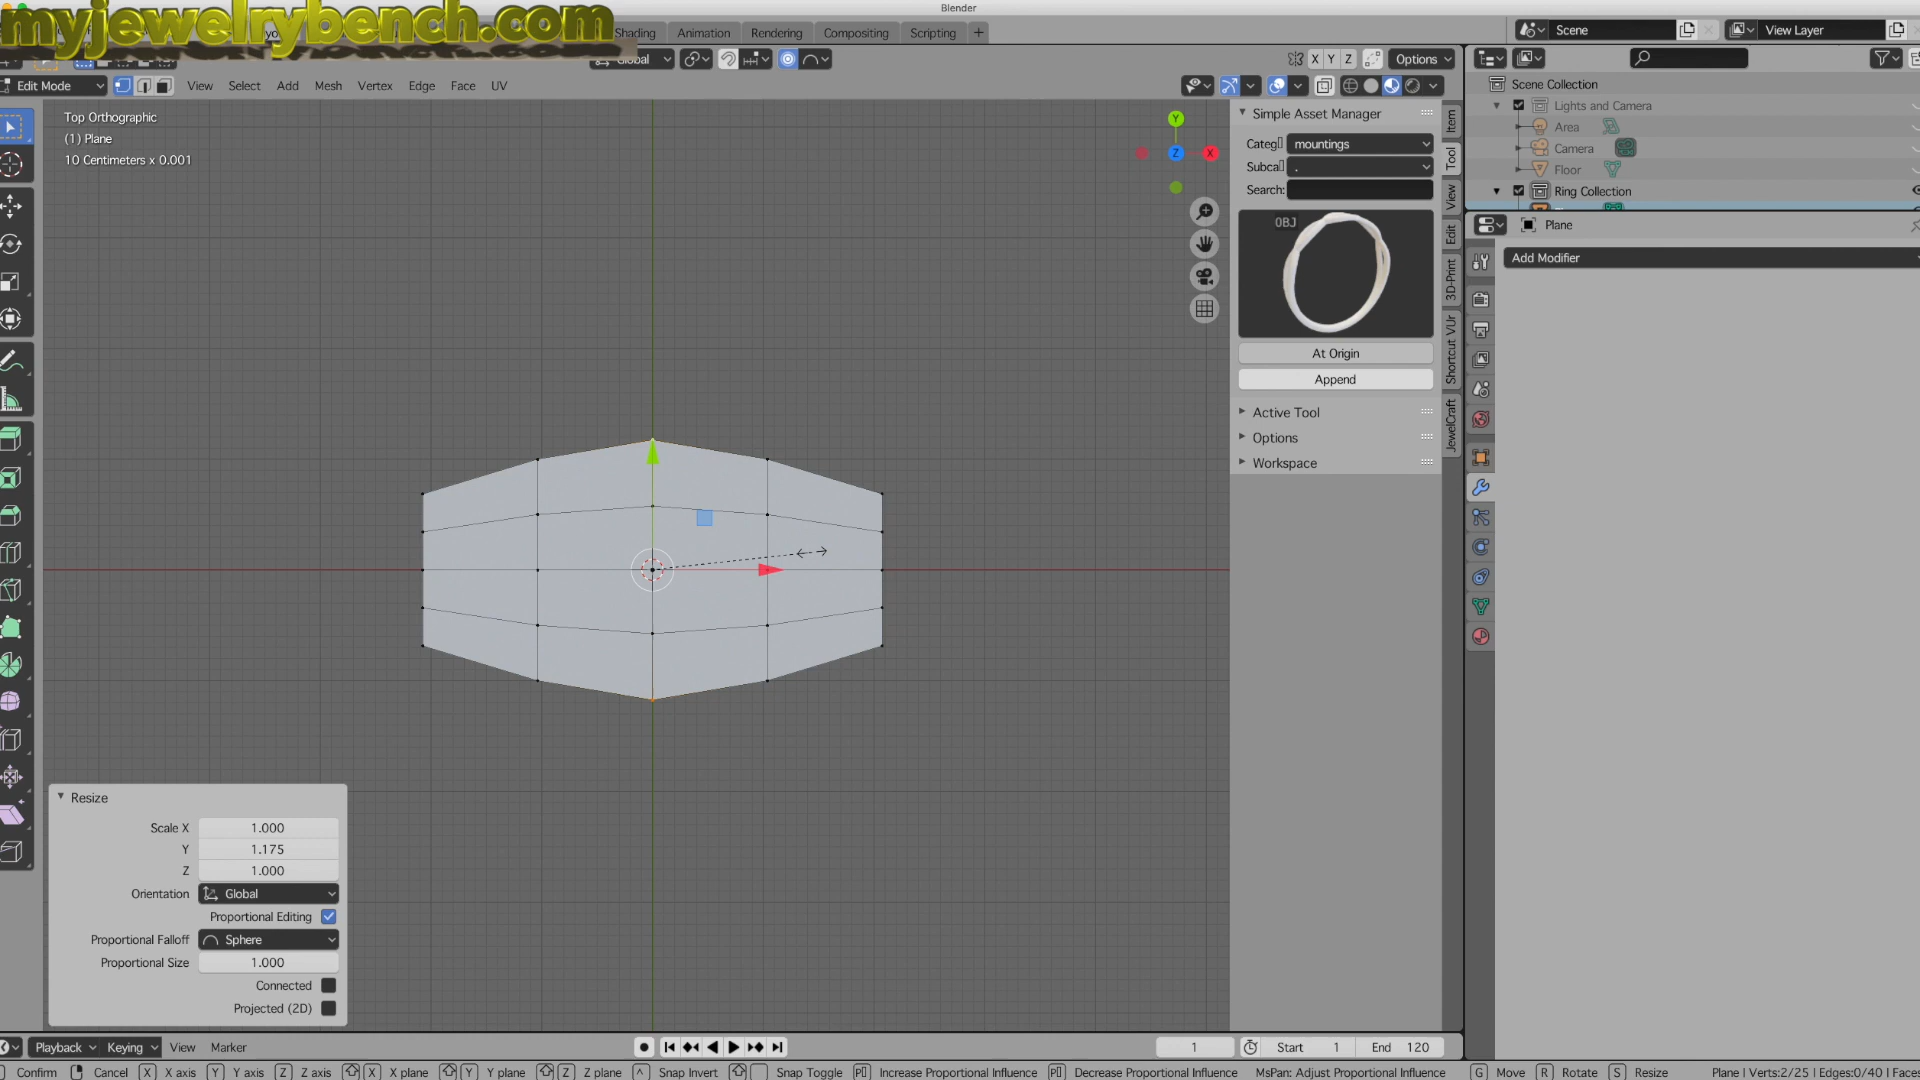 Blender
myjewelrybench.com
Shading
Animation
Rendering
Compositing
Scripting
+
Scene
View Layer
Global
X Y Z
Options
Edit Mode
View
Select
Add
Mesh
Vertex
Edge
Face
UV
Top Orthographic
(1) Plane
10 Centimeters x 0.001
Y
Z
X
Simple Asset Manager
Categ
mountings
Subca
.
Search:
OBJ
At Origin
Append
Active Tool
Options
Workspace
Item
Tool
View
Edit
3D-Print
Shortcut VUr
JewelCraft
Scene Collection
Lights and Camera
Area
Camera
Floor
Ring Collection
Plane
Add Modifier
Resize
Scale X 1.000
Y 1.175
Z 1.000
Orientation Global
Proportional Editing
Proportional Falloff Sphere
Proportional Size 1.000
Connected
Projected (2D)
Playback
Keying
View
Marker
1
Start 1
End 120
Confirm
Cancel
X X axis
Y Y axis
Z Z axis
X X plane
Y Y plane
Z Z plane
Snap Invert
Snap Toggle
Increase Proportional Influence
Decrease Proportional Influence
MsPan: Adjust Proportional Influence
G Move
R Rotate
S Resize
Plane | Verts:2/25 | Edges:0/40 | Faces